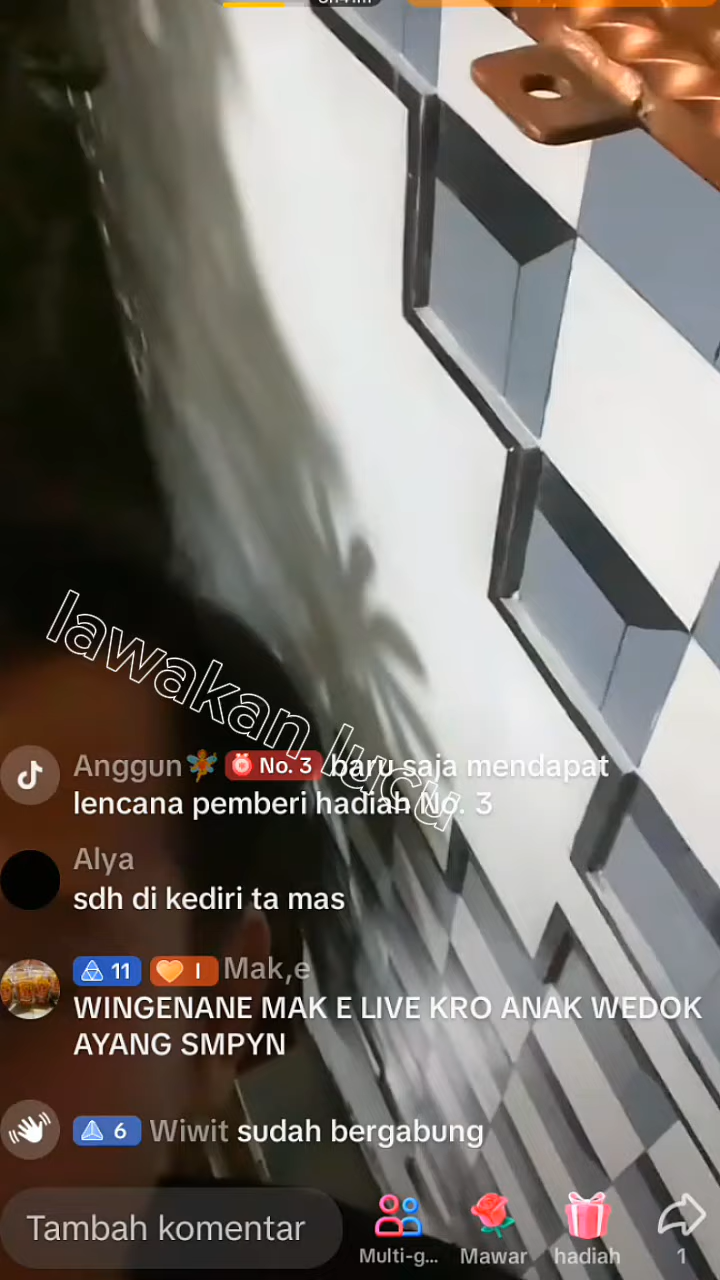 lawakan lucu
Anggun No. 3 baru saja mendapat
lencana pemberi hadiah No. 3
Alya
sdh di kediri ta mas
11 I Mak,e
WINGENANE MAK E LIVE KRO ANAK WEDOK
AYANG SMPYN
6 Wiwit sudah bergabung
Tambah komentar
Multi-g... Mawar hadiah 1